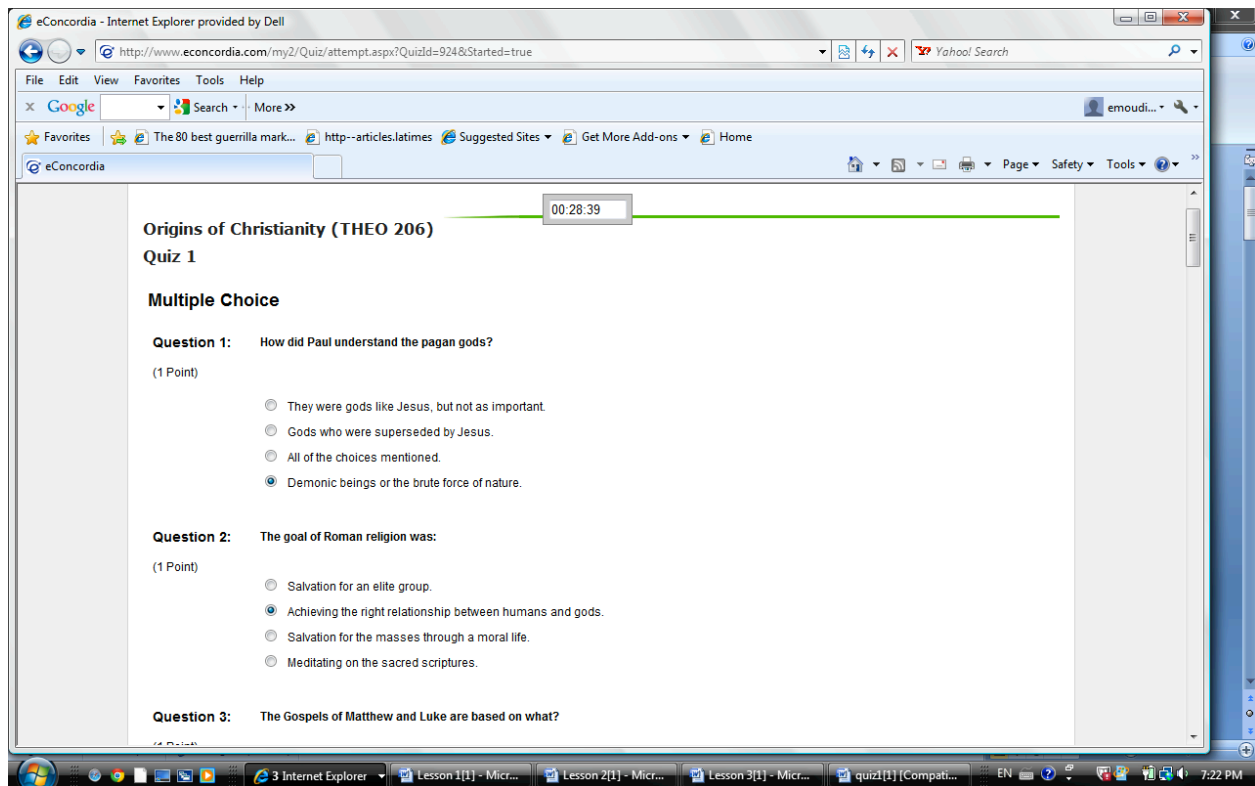 eConcordia - Internet Explorer provided by Dell
http://www.econcordia.com/my2/Quiz/attempt.aspx?QuizId=924&Started=true
Yahoo! Search
File Edit View Favorites Tools Help
x Google Search More >> emoudi...
Favorites The 80 best guerrilla mark... http--articles.latimes Suggested Sites Get More Add-ons Home
eConcordia Page Safety Tools
00:28:39
Origins of Christianity (THEO 206)
Quiz 1
Multiple Choice
Question 1: How did Paul understand the pagan gods?
(1 Point)
They were gods like Jesus, but not as important.
Gods who were superseded by Jesus.
All of the choices mentioned.
Demonic beings or the brute force of nature.
Question 2: The goal of Roman religion was:
(1 Point)
Salvation for an elite group.
Achieving the right relationship between humans and gods.
Salvation for the masses through a moral life.
Meditating on the sacred scriptures.
Question 3: The Gospels of Matthew and Luke are based on what?
(1 Point)
3 Internet Explorer Lesson 1[1] - Micr... Lesson 2[1] - Micr... Lesson 3[1] - Micr... quiz1[1] [Compati... EN 7:22 PM